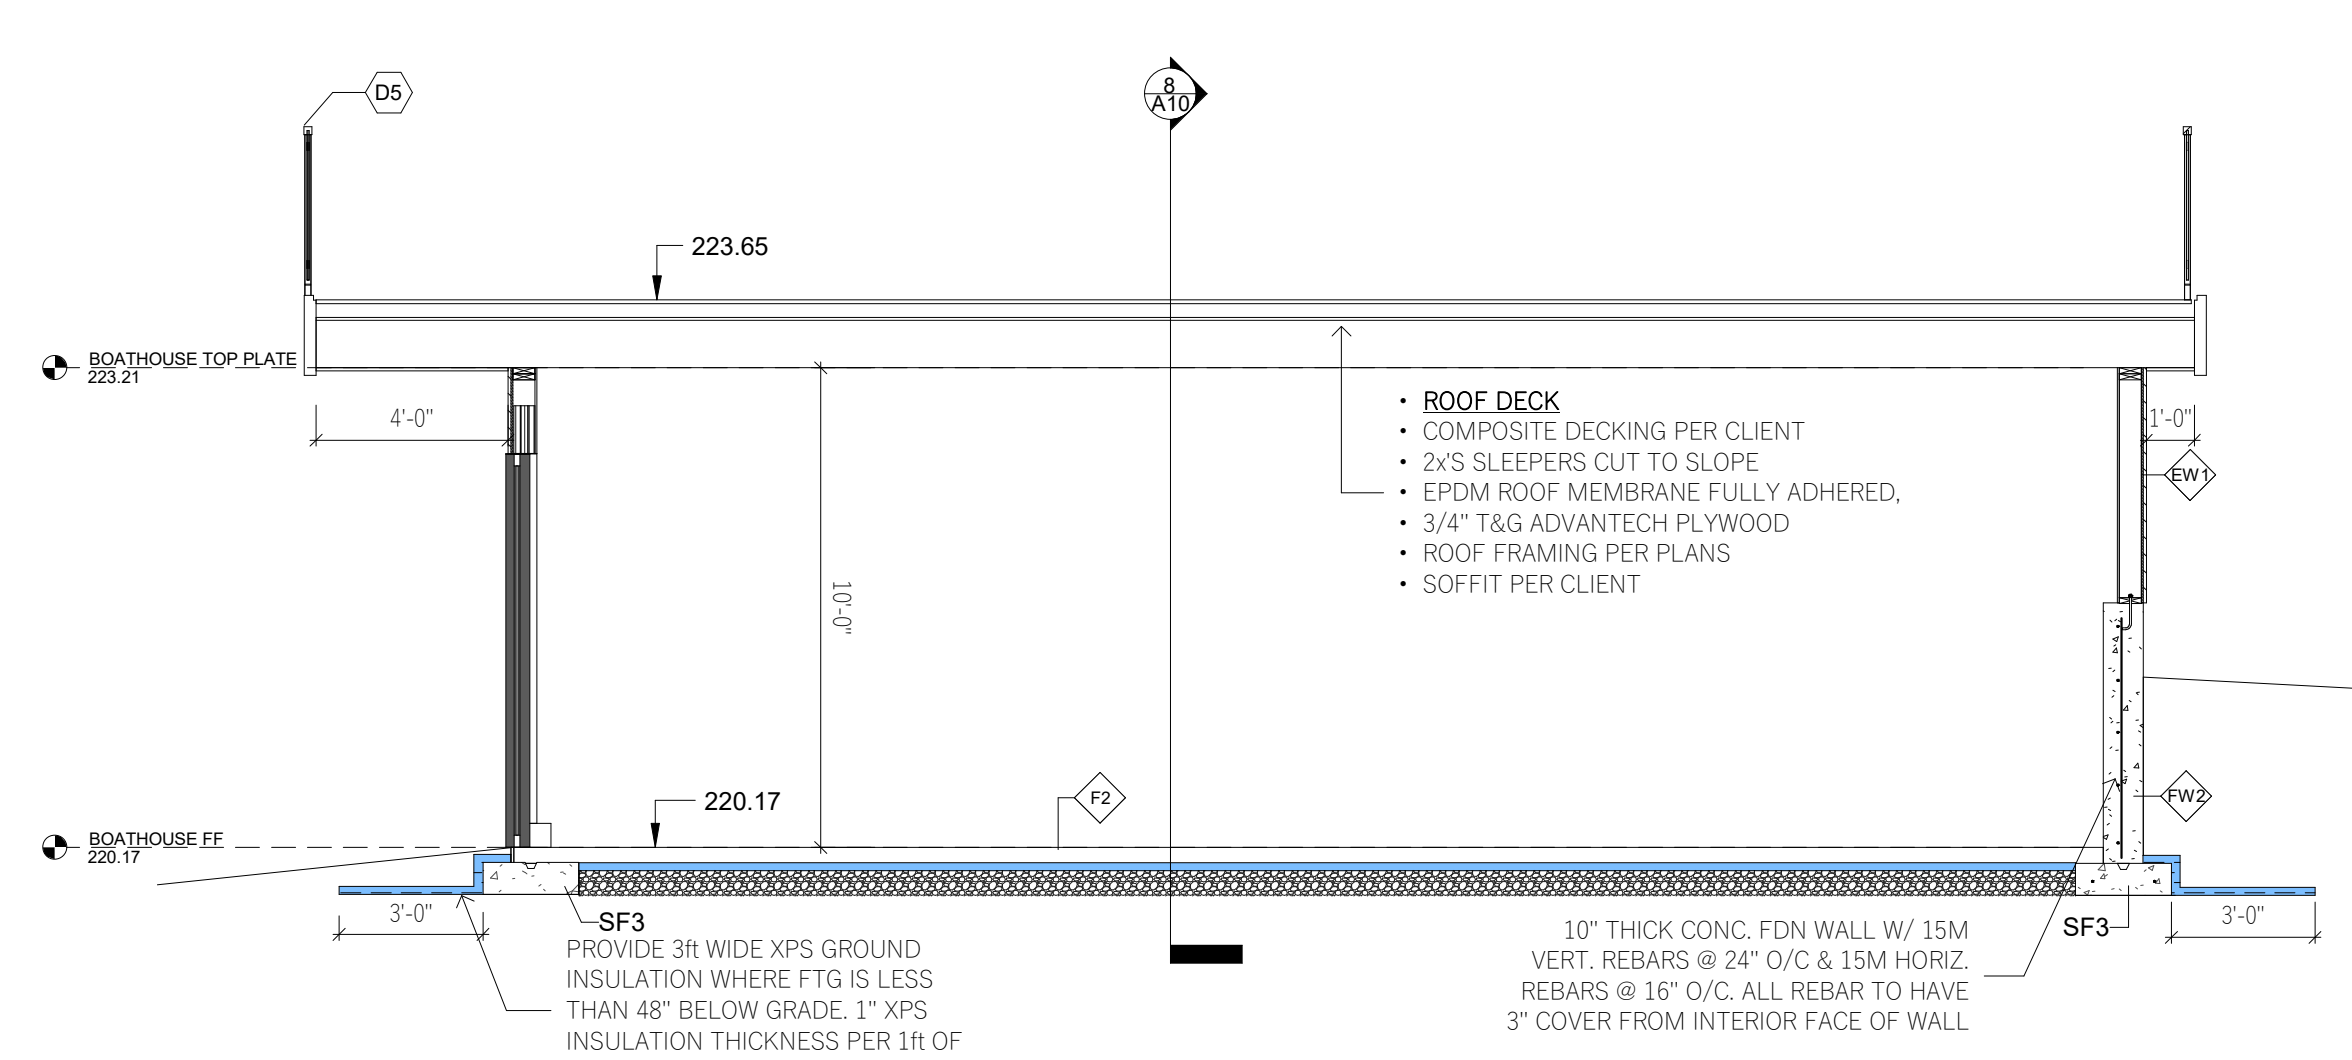 D5
8
A10
223.65
BOATHOUSE TOP PLATE
223.21
4'-0"
• ROOF DECK
• COMPOSITE DECKING PER CLIENT
• 2x'S SLEEPERS CUT TO SLOPE
• EPDM ROOF MEMBRANE FULLY ADHERED,
• 3/4" T&G ADVANTECH PLYWOOD
• ROOF FRAMING PER PLANS
• SOFFIT PER CLIENT
1'-0"
EW1
10'-0"
220.17
F2
FW2
BOATHOUSE FF
220.17
3'-0"
SF3
PROVIDE 3ft WIDE XPS GROUND
INSULATION WHERE FTG IS LESS
THAN 48" BELOW GRADE. 1" XPS
INSULATION THICKNESS PER 1ft OF
10" THICK CONC. FDN WALL W/ 15M
VERT. REBARS @ 24" O/C & 15M HORIZ.
REBARS @ 16" O/C. ALL REBAR TO HAVE
3" COVER FROM INTERIOR FACE OF WALL
SF3
3'-0"